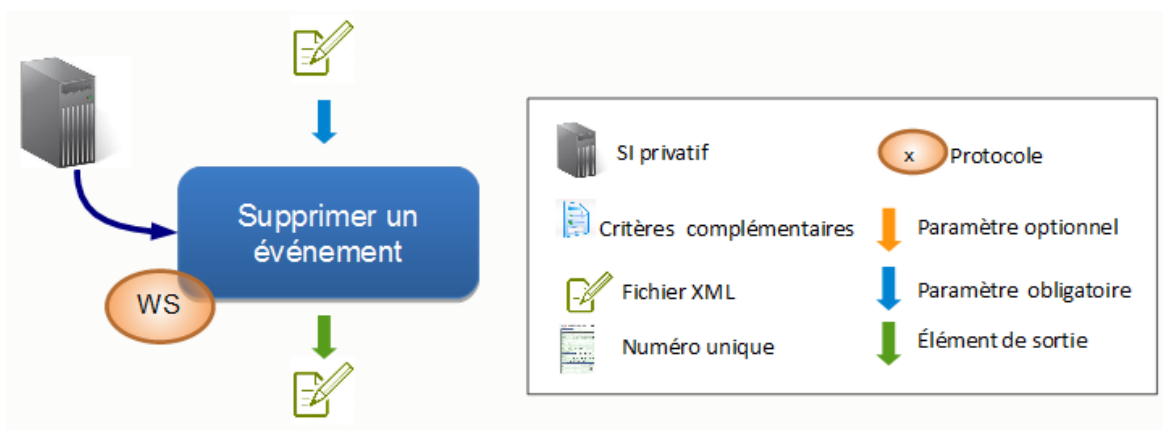 Supprimer un
événement
WS
SI privatif
x
Protocole
Critères complémentaires
Paramètre optionnel
Fichier XML
Paramètre obligatoire
Numéro unique
Élément de sortie